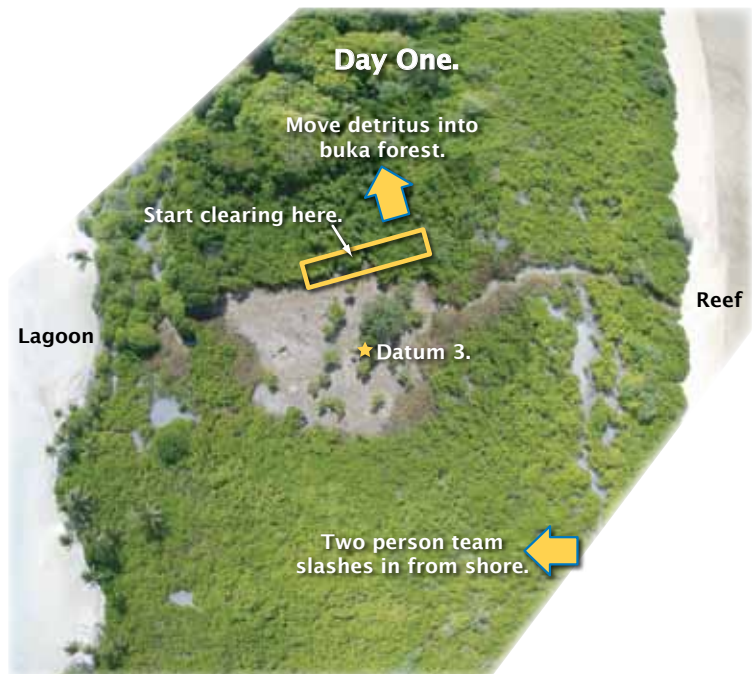 Day One.
Move detritus into
buka forest.
Start clearing here.
Reef
Lagoon
Datum 3.
Two person team
slashes in from shore.